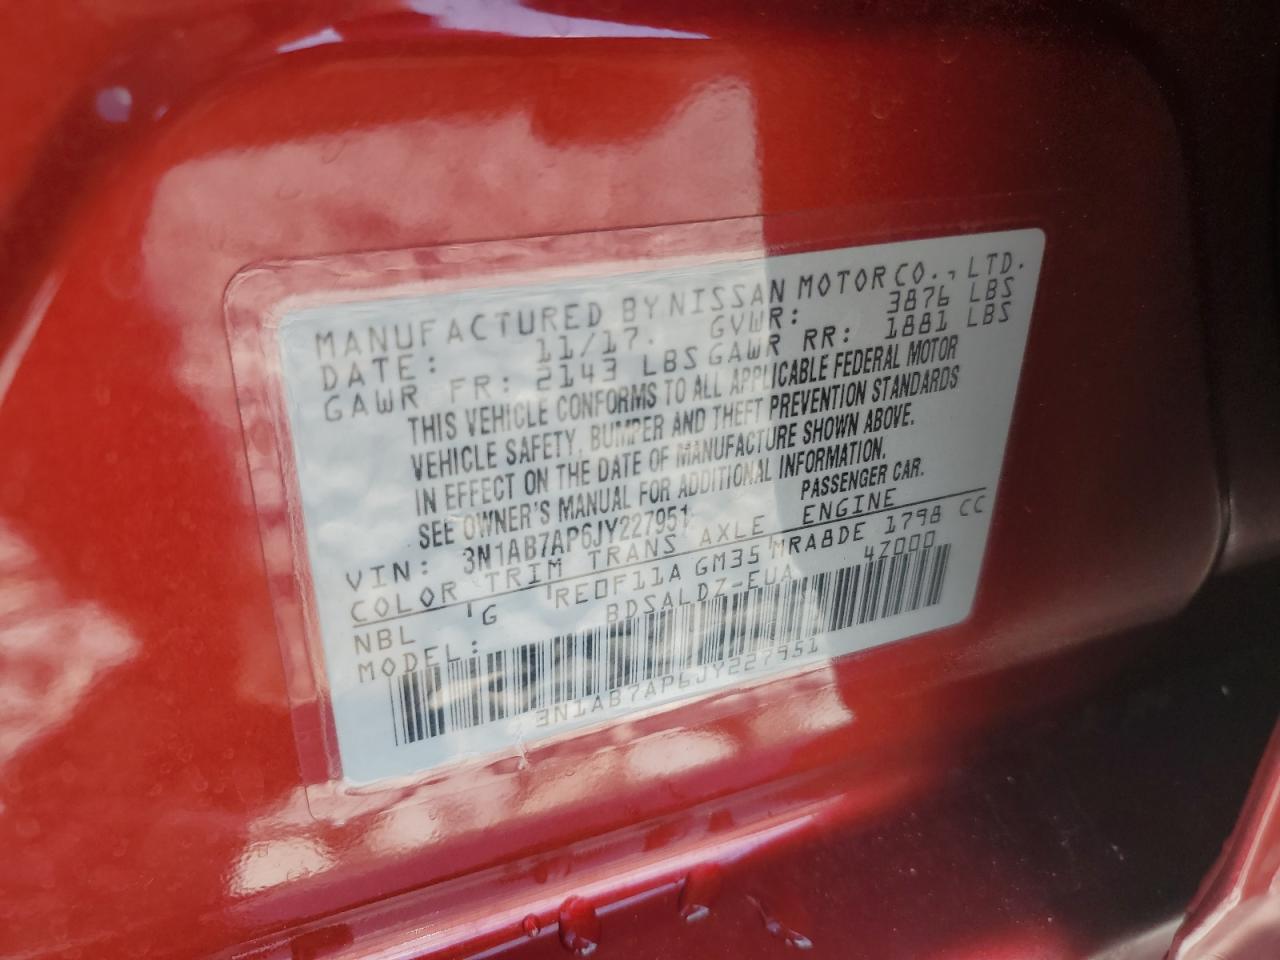 MANUFACTURED BY NISSAN MOTOR CO., LTD.
DATE: 11/17. GVWR: 3876 LBS
GAWR FR: 2143 LBS GAWR RR: 1881 LBS
THIS VEHICLE CONFORMS TO ALL APPLICABLE FEDERAL MOTOR
VEHICLE SAFETY, BUMPER AND THEFT PREVENTION STANDARDS
IN EFFECT ON THE DATE OF MANUFACTURE SHOWN ABOVE.
SEE OWNER'S MANUAL FOR ADDITIONAL INFORMATION.
VIN: 3N1AB7AP6JY227951 PASSENGER CAR.
COLOR TRIM TRANS AXLE ENGINE
NBL G RE0F11A GM35 MRA8DE 1798 CC
MODEL: BDSALDZ-EUA 47000
3N1AB7AP6JY227951